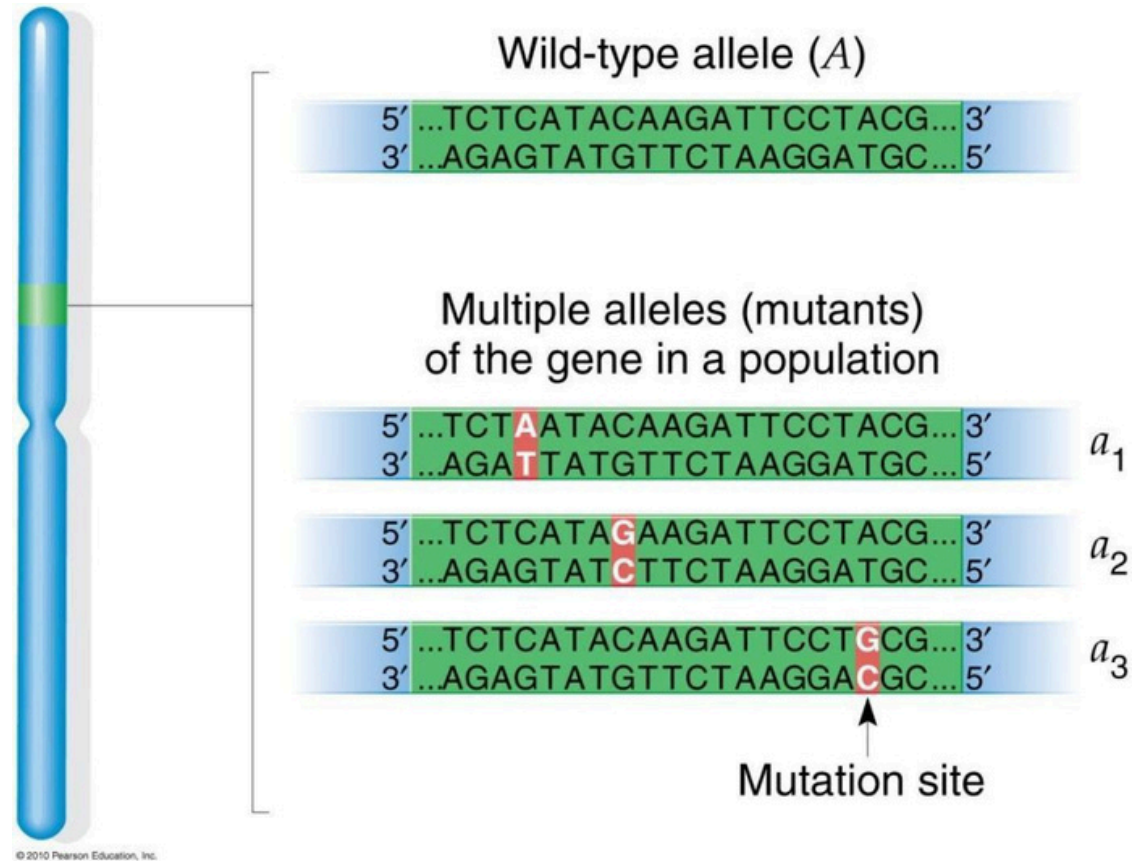 Wild-type allele (A)
5′ ...TCTCATACAAGATTCCTACG... 3′
3′ ...AGAGTATGTTCTAAGGATGC... 5′
Multiple alleles (mutants)
of the gene in a population
5′ ...TCTAATACAAGATTCCTACG... 3′
3′ ...AGATTATGTTCTAAGGATGC... 5′
a1
5′ ...TCTCATAGAAGATTCCTACG... 3′
3′ ...AGAGTATCTTCTAAGGATGC... 5′
a2
5′ ...TCTCATACAAGATTCCTGCG... 3′
3′ ...AGAGTATGTTCTAAGGACGC... 5′
a3
Mutation site
© 2010 Pearson Education, Inc.